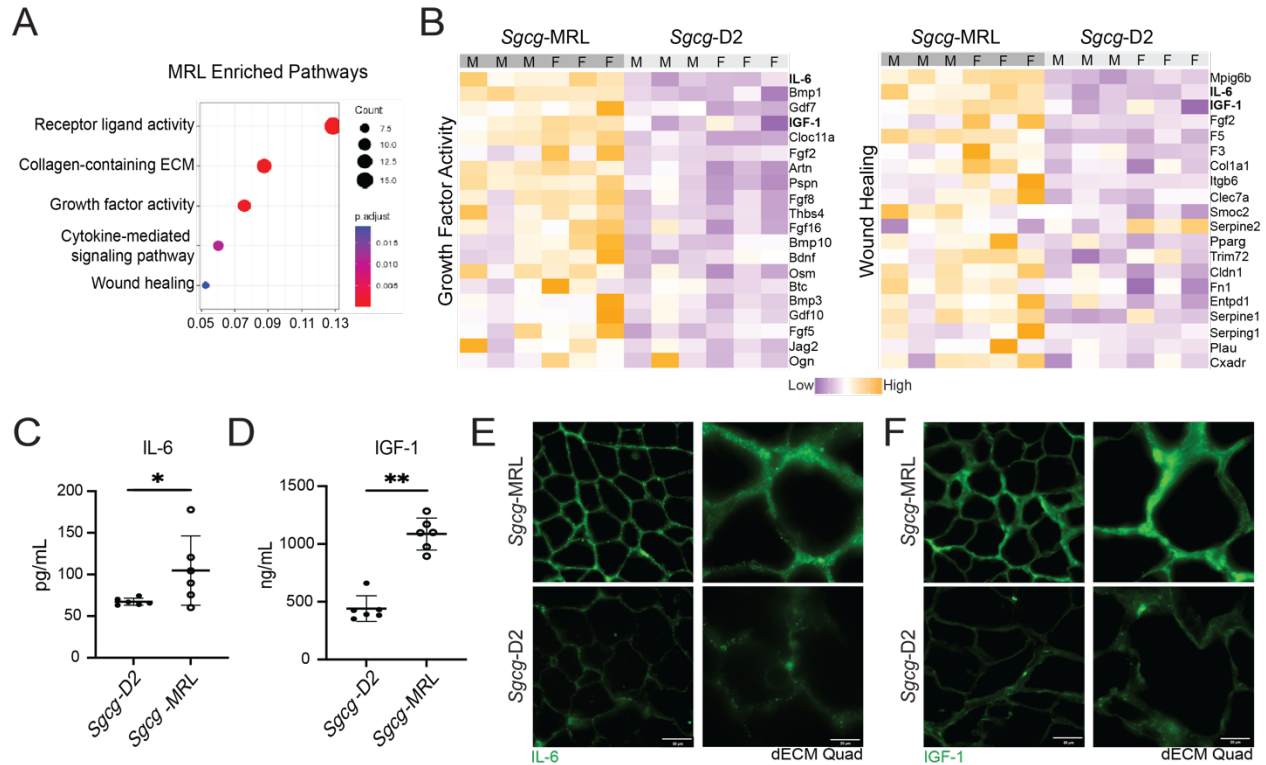 A
MRL Enriched Pathways
Receptor ligand activity
Collagen-containing ECM
Growth factor activity
Cytokine-mediated
signaling pathway
Wound healing
0.05 0.07 0.09 0.11 0.13
Count
7.5
10.0
12.5
15.0
p.adjust
0.015
0.010
0.005
B
Sgcg-MRL Sgcg-D2
M M M F F F M M M F F F
Growth Factor Activity
IL-6
Bmp1
Gdf7
IGF-1
Cloc11a
Fgf2
Artn
Pspn
Fgf8
Thbs4
Fgf16
Bmp10
Bdnf
Osm
Btc
Bmp3
Gdf10
Fgf5
Jag2
Ogn
Sgcg-MRL Sgcg-D2
M M M F F F M M M F F F
Wound Healing
Mpig6b
IL-6
IGF-1
Fgf2
F5
F3
Col1a1
Itgb6
Clec7a
Smoc2
Serpine2
Pparg
Trim72
Cldn1
Fn1
Entpd1
Serpine1
Serping1
Plau
Cxadr
Low High
C
IL-6
*
pg/mL
200
150
100
50
0
Sgcg-D2
Sgcg-MRL
D
IGF-1
**
ng/mL
1500
1000
500
0
Sgcg-D2
Sgcg-MRL
E
Sgcg-MRL
Sgcg-D2
IL-6
dECM Quad
F
Sgcg-MRL
Sgcg-D2
IGF-1
dECM Quad